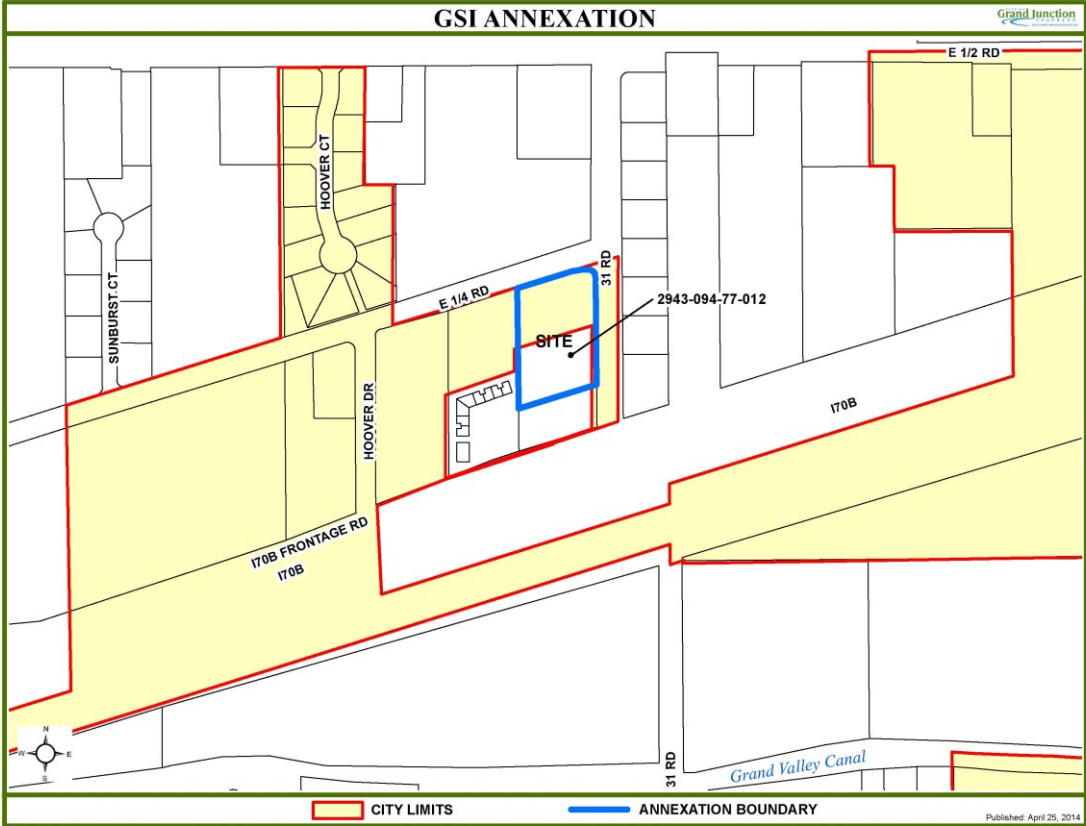 GSI ANNEXATION
Grand Junction
COLORADO
E 1/2 RD
HOOVER CT
31 RD
E 1/4 RD
2943-094-77-012
SUNBURST CT
SITE
HOOVER DR
I70B
I70B FRONTAGE RD
I70B
N
W E
S
31 RD
Grand Valley Canal
CITY LIMITS
ANNEXATION BOUNDARY
Published: April 25, 2014